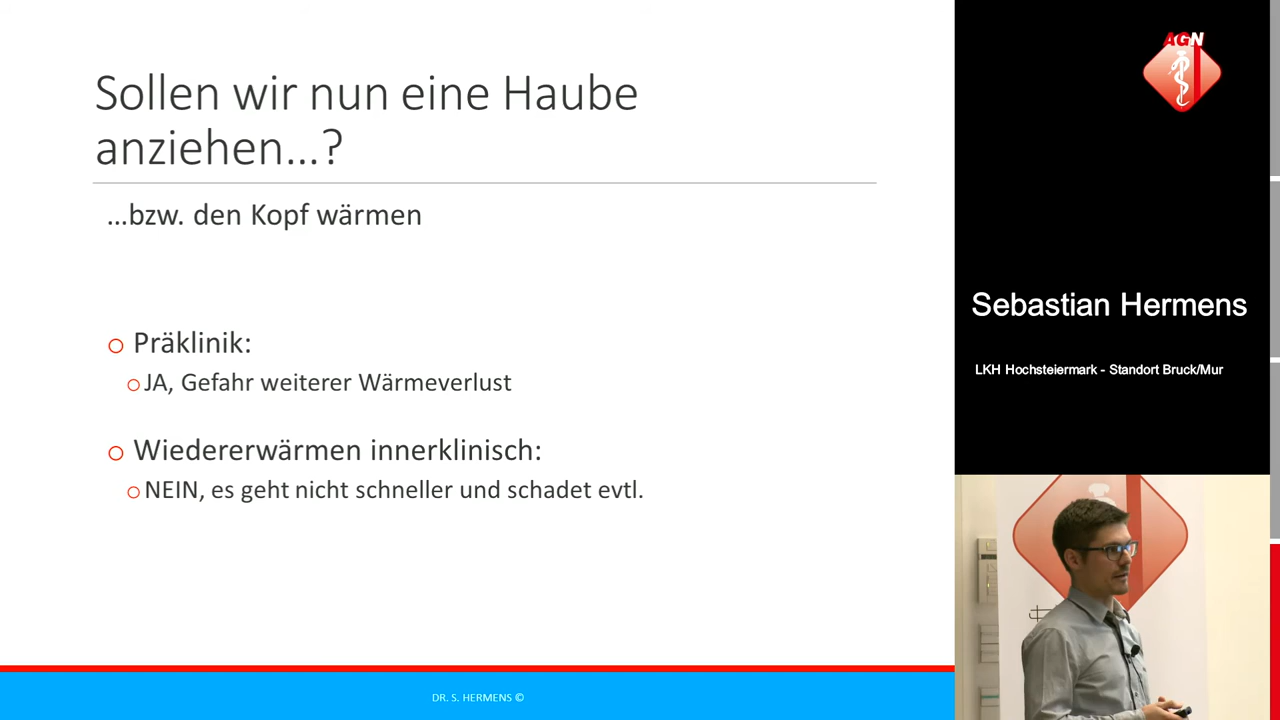 Sollen wir nun eine Haube
anziehen...?
...bzw. den Kopf wärmen
Präklinik:
JA, Gefahr weiterer Wärmeverlust
Wiedererwärmen innerklinisch:
NEIN, es geht nicht schneller und schadet evtl.
DR. S. HERMENS ©
AGN
Sebastian Hermens
LKH Hochsteiermark - Standort Bruck/Mur